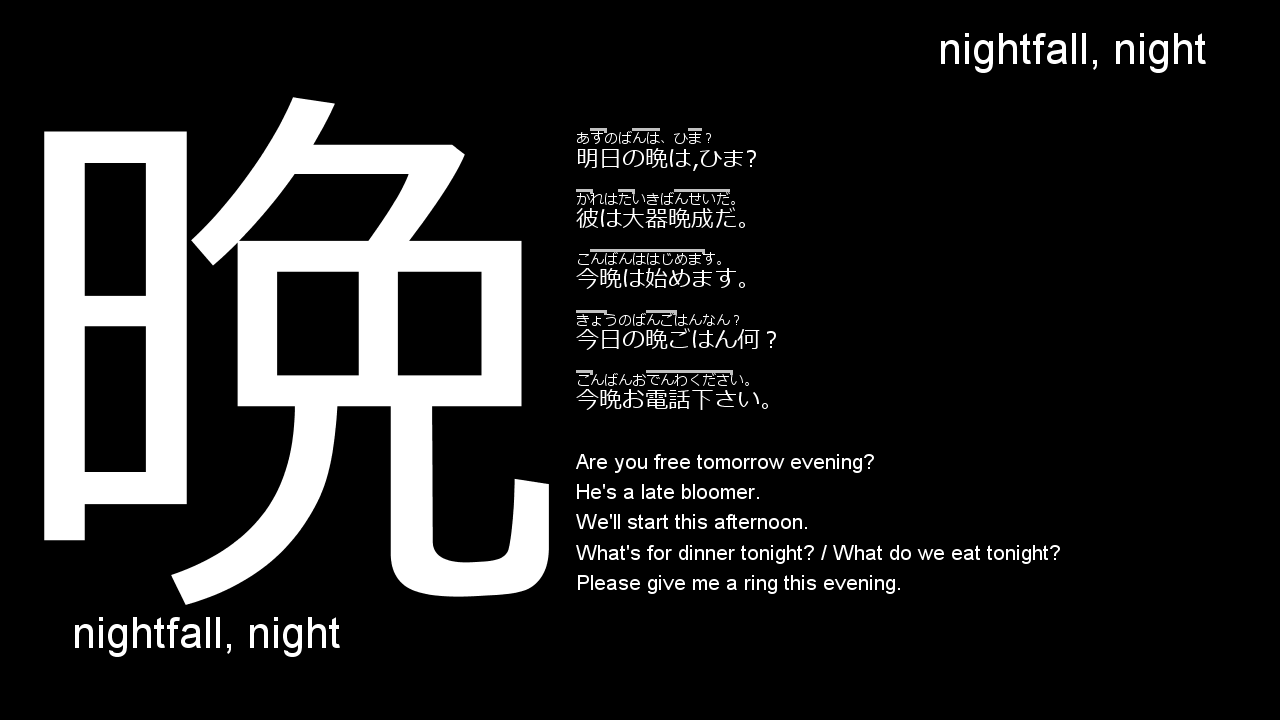 nightfall, night
晩
あすのばんは、ひま？
明日の晩は,ひま?
かれはたいきばんせいだ。
彼は大器晩成だ。
こんばんははじめます。
今晩は始めます。
きょうのばんごはんなん？
今日の晩ごはん何？
こんばんおでんわください。
今晩お電話下さい。
Are you free tomorrow evening?
He's a late bloomer.
We'll start this afternoon.
What's for dinner tonight? / What do we eat tonight?
Please give me a ring this evening.
nightfall, night